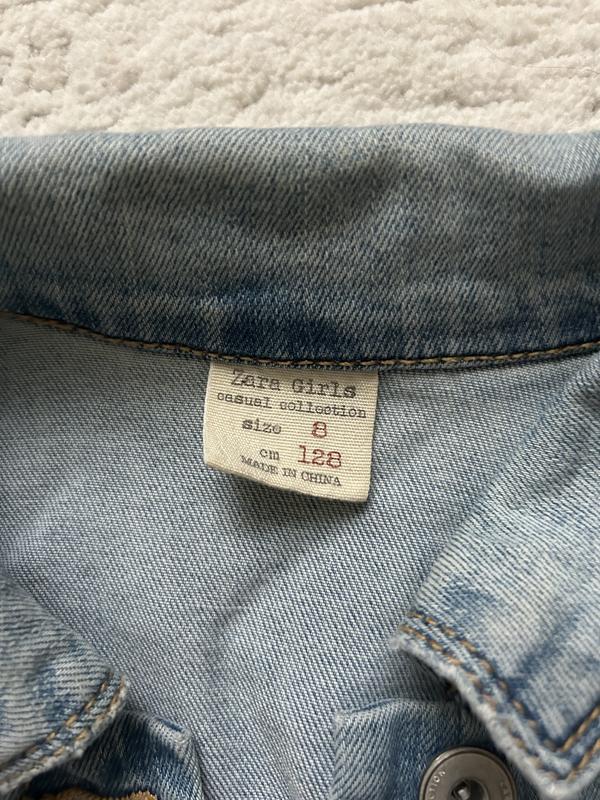 Zara Girls
casual collection
size 8
cm 128
MADE IN CHINA